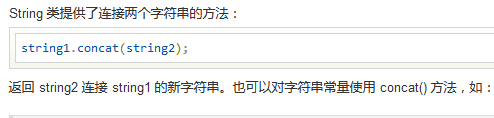 String 类提供了连接两个字符串的方法：
string1.concat(string2);
返回 string2 连接 string1 的新字符串。也可以对字符串常量使用 concat() 方法，如：